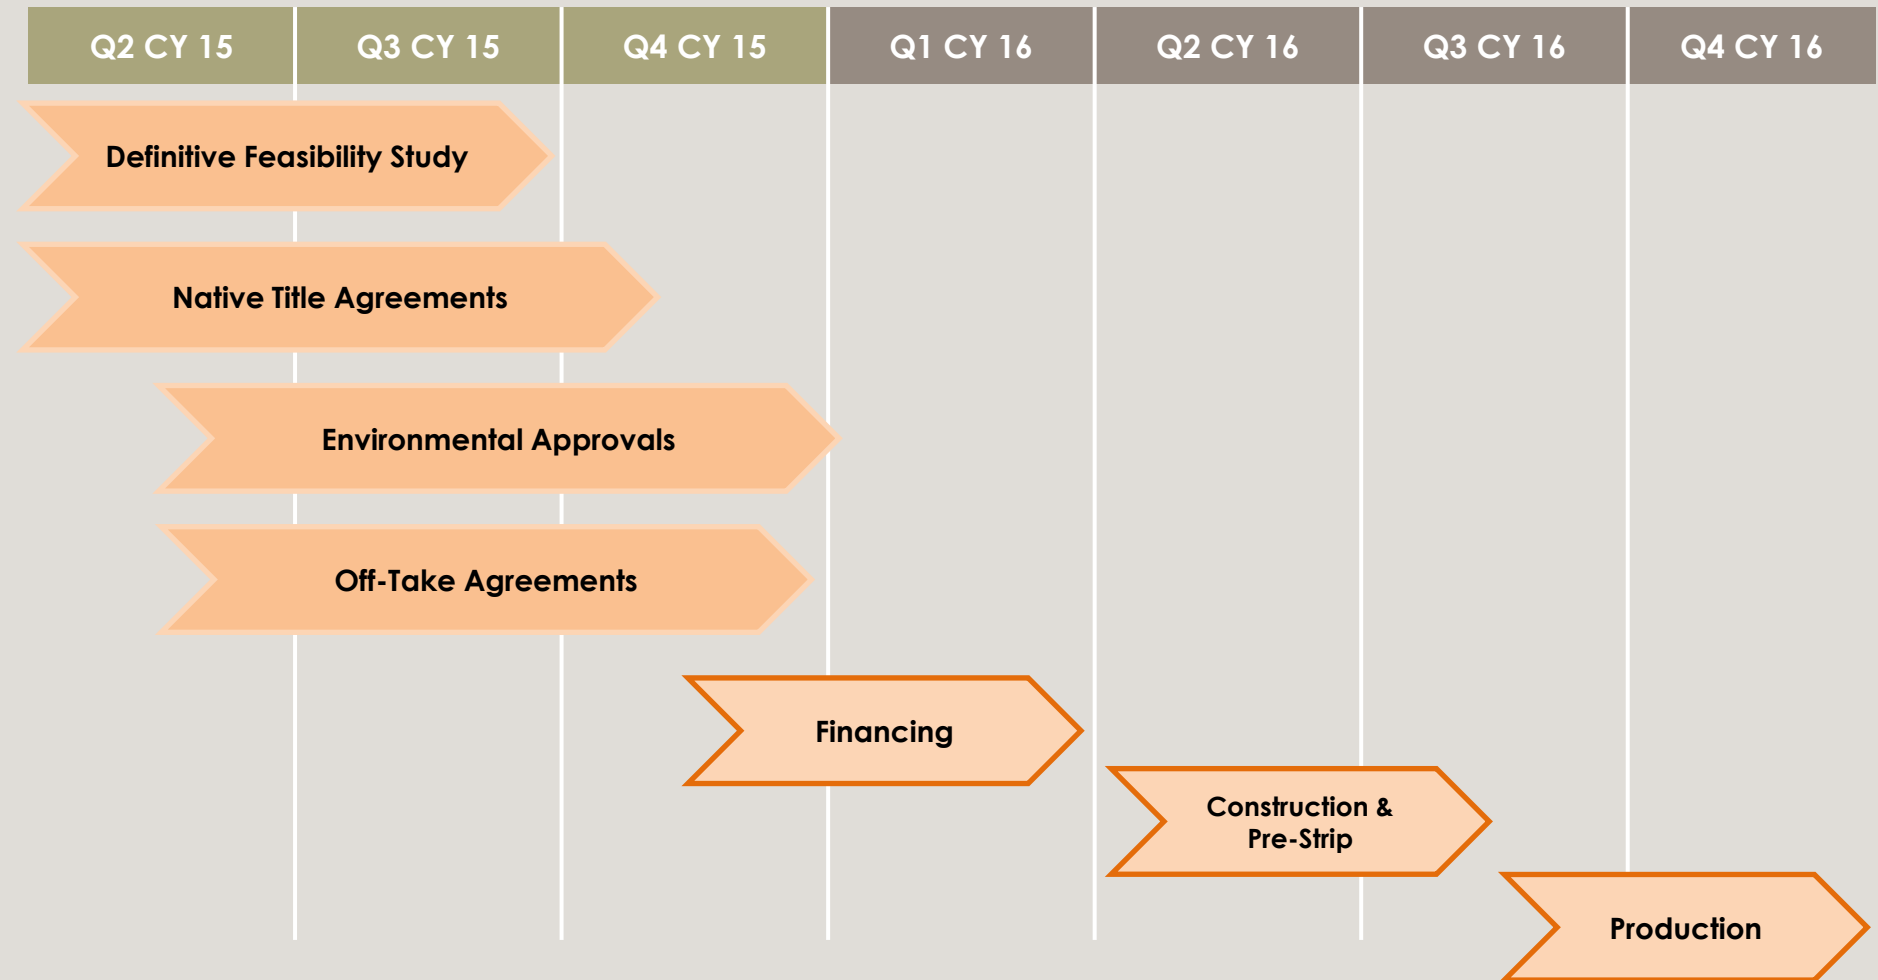 Q2 CY 15
Q3 CY 15
Q4 CY 15
Q1 CY 16
Q2 CY 16
Q3 CY 16
Q4 CY 16
Definitive Feasibility Study
Native Title Agreements
Environmental Approvals
Off-Take Agreements
Financing
Construction &
Pre-Strip
Production